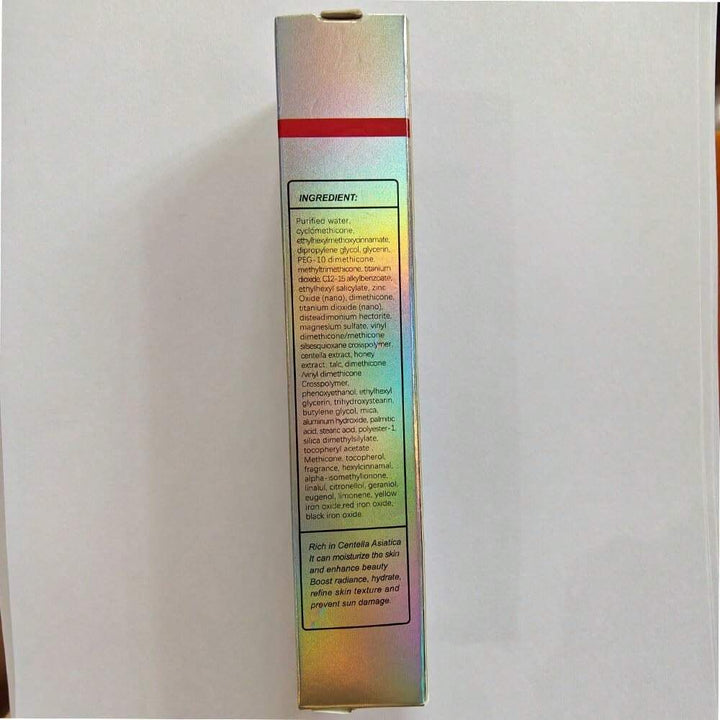 INGREDIENT:
Purified water,
cyclomethicone,
ethylhexylmethoxycinnamate,
dipropylene glycol, glycerin,
PEG-10 dimethicone,
methyltrimethicone, titanium
dioxide, C12-15 alkylbenzoate,
ethylhexyl salicylate, zinc
Oxide (nano), dimethicone,
titanium dioxide (nano),
disteadimonium hectorite,
magnesium sulfate, vinyl
dimethicone/methicone
silsesquioxane crosspolymer,
centella extract, honey
extract, talc, dimethicone
/vinyl dimethicone
Crosspolymer,
phenoxyethanol, ethylhexyl
glycerin, trihydroxystearin,
butylene glycol, mica,
aluminum hydroxide, palmitic
acid, stearic acid, polyester-1,
silica dimethylsilylate,
tocopheryl acetate,
Methicone, tocopherol,
fragrance, hexylcinnamal,
alpha-isomethylionone,
linalul, citronellol, geraniol,
eugenol, limonene, yellow
iron oxide,red iron oxide,
black iron oxide.
Rich in Centella Asiatica
It can moisturize the skin
and enhance beauty
Boost radiance, hydrate,
refine skin texture and
prevent sun damage.